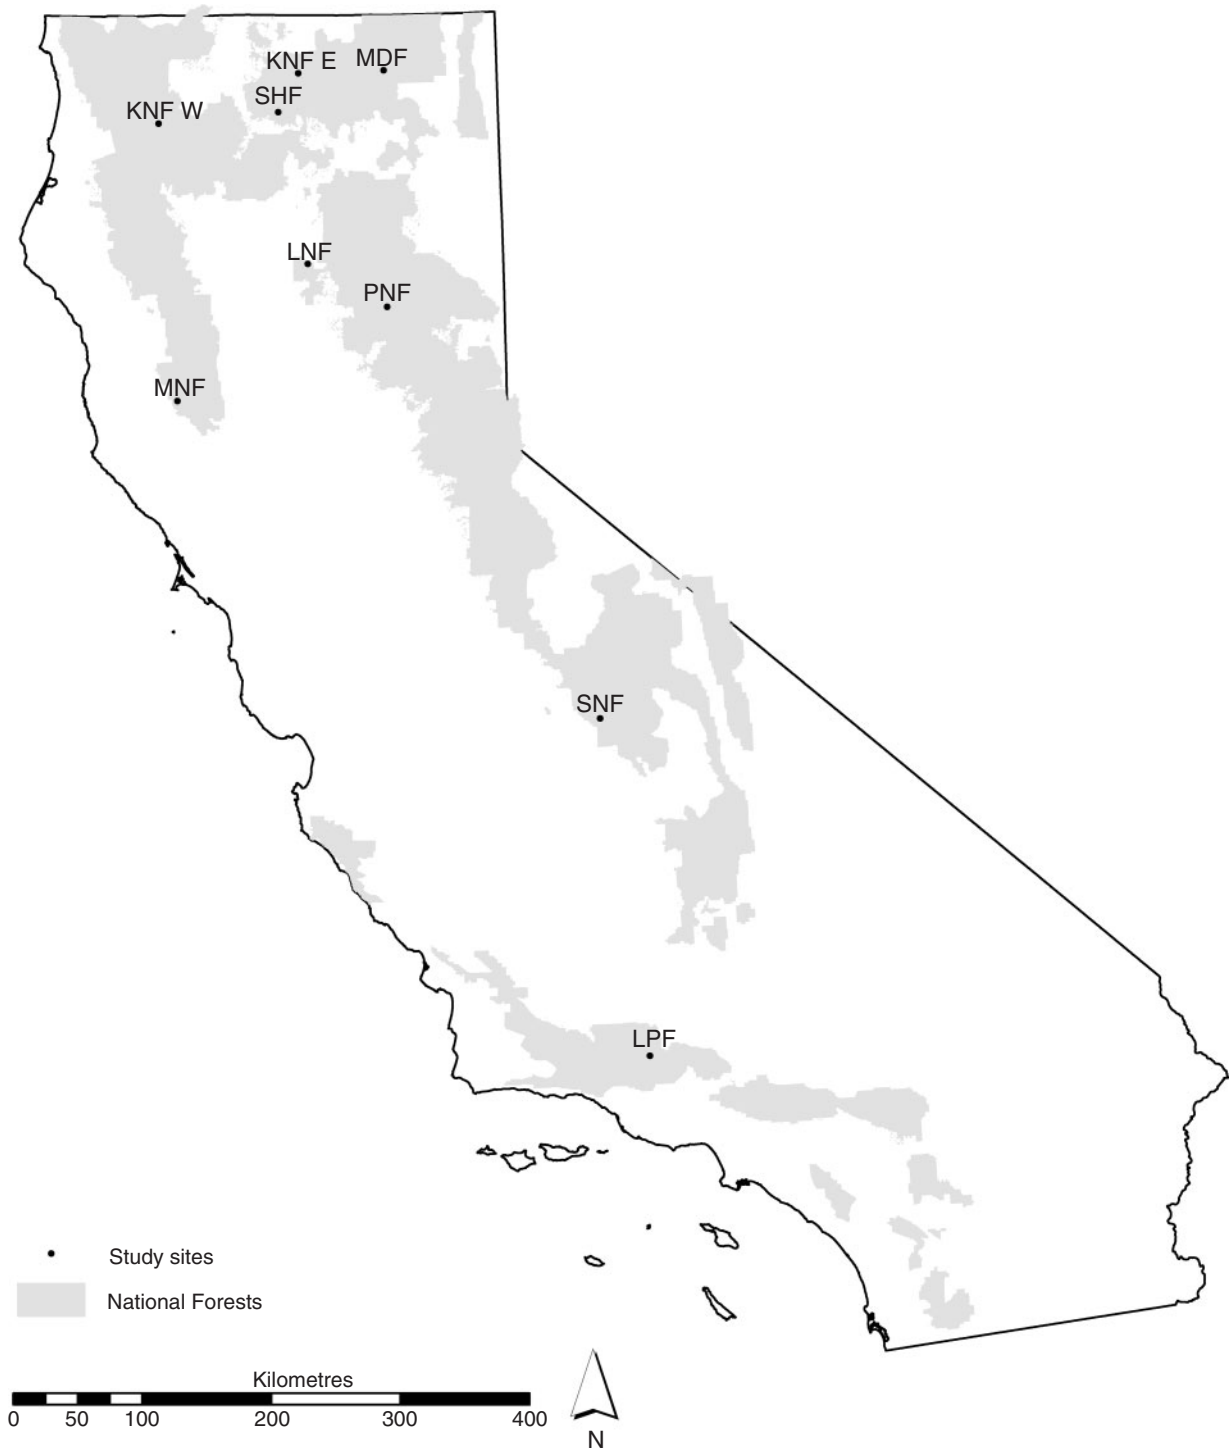 KNF E
MDF
SHF
KNF W
LNF
PNF
MNF
SNF
LPF
Study sites
National Forests
Kilometres
0 50 100 200 300 400
N